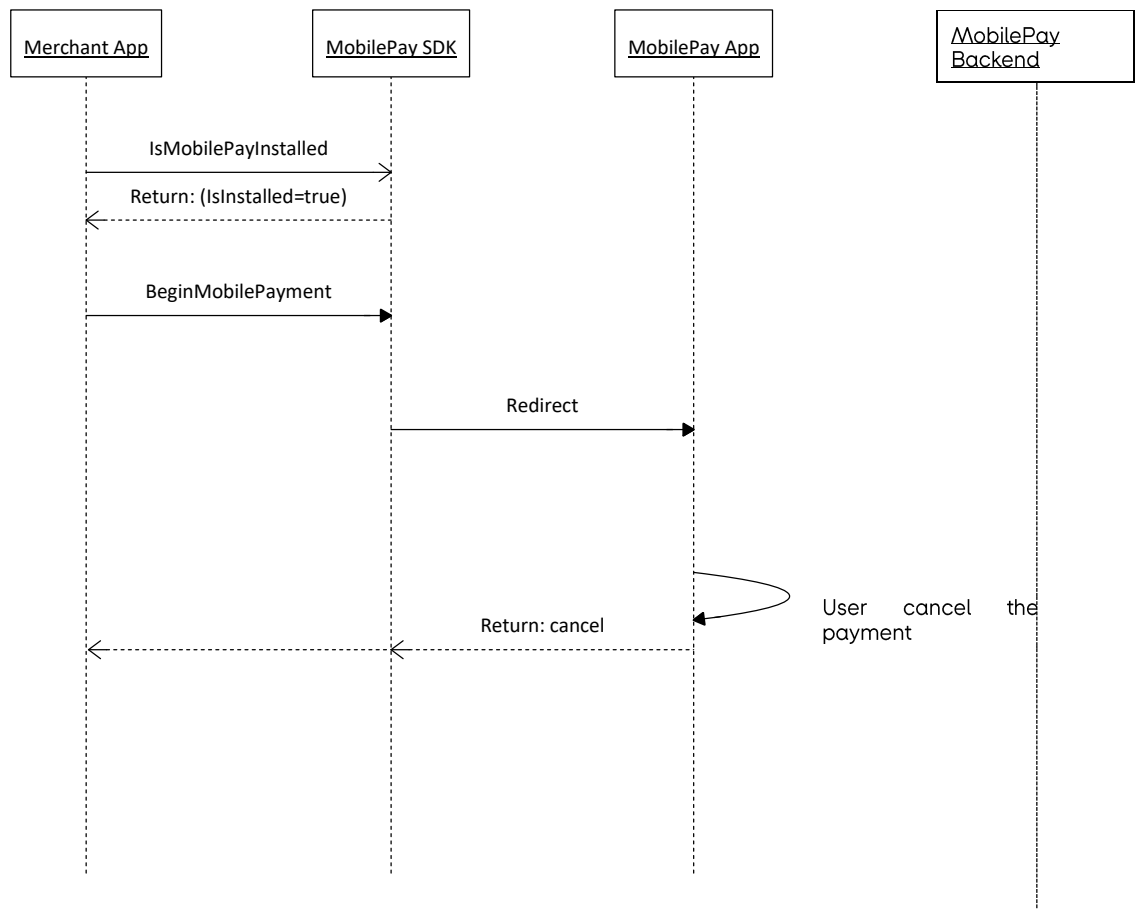 Merchant App
MobilePay SDK
MobilePay App
MobilePay
Backend
IsMobilePayInstalled
Return: (IsInstalled=true)
BeginMobilePayment
Redirect
User cancel the
payment
Return: cancel